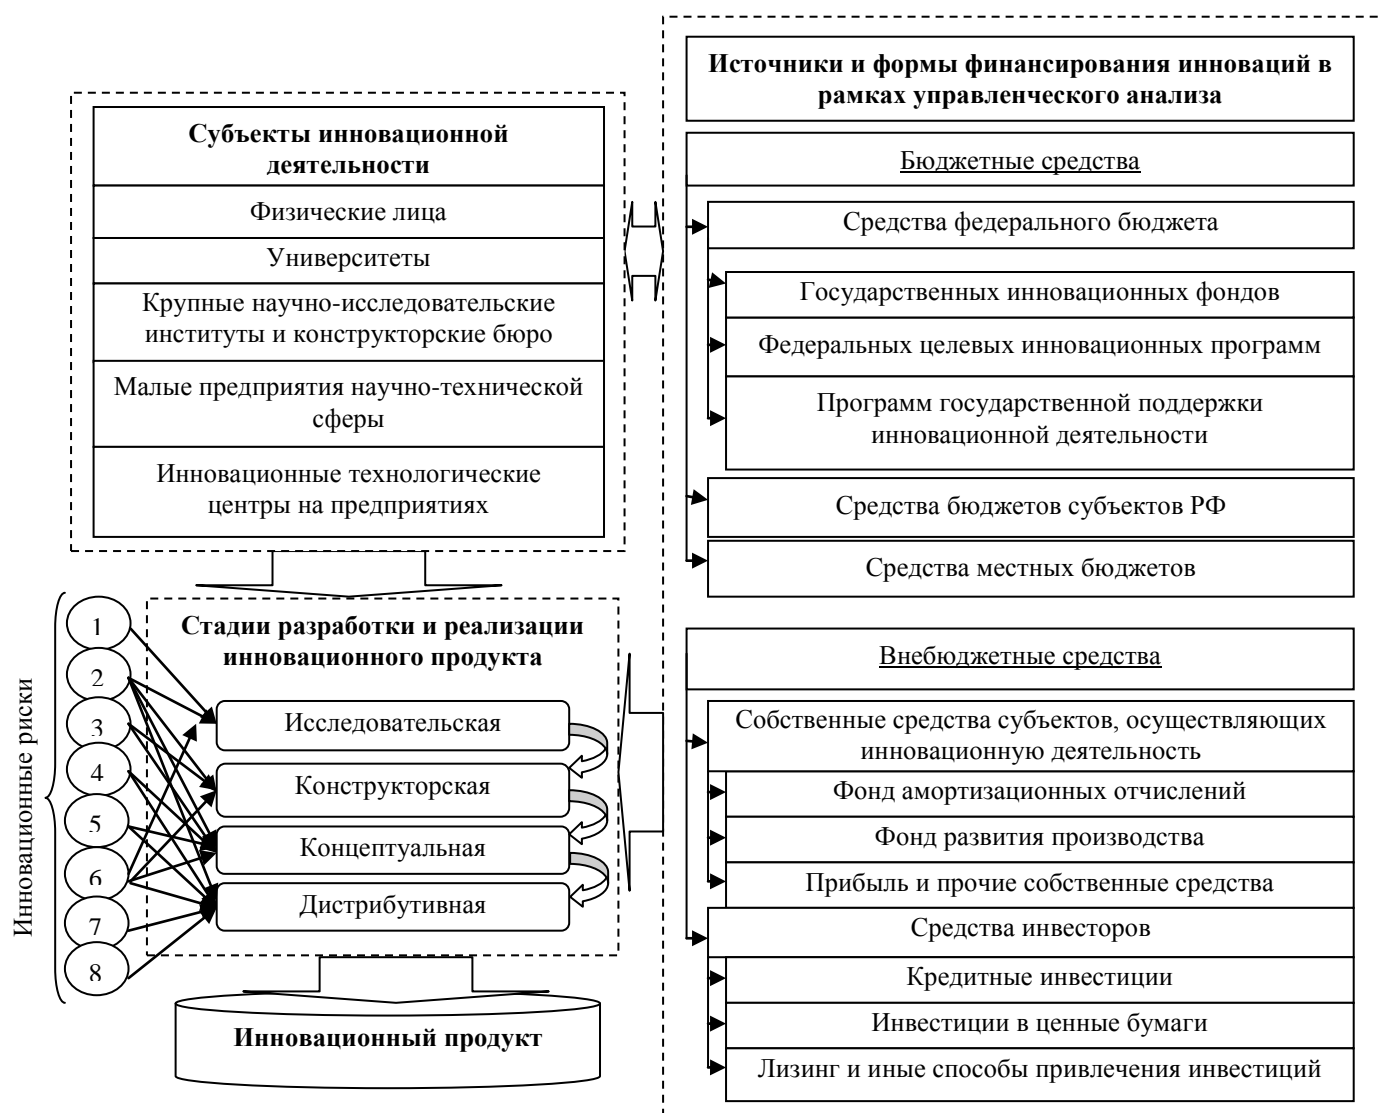 Субъекты инновационной
деятельности
Физические лица
Университеты
Крупные научно-исследовательские
институты и конструкторские бюро
Малые предприятия научно-технической
сферы
Инновационные технологические
центры на предприятиях
Инновационные риски
1
2
3
4
5
6
7
8
Стадии разработки и реализации
инновационного продукта
Исследовательская
Конструкторская
Концептуальная
Дистрибутивная
Инновационный продукт
Источники и формы финансирования инноваций в
рамках управленческого анализа
Бюджетные средства
Средства федерального бюджета
Государственных инновационных фондов
Федеральных целевых инновационных программ
Программ государственной поддержки
инновационной деятельности
Средства бюджетов субъектов РФ
Средства местных бюджетов
Внебюджетные средства
Собственные средства субъектов, осуществляющих
инновационную деятельность
Фонд амортизационных отчислений
Фонд развития производства
Прибыль и прочие собственные средства
Средства инвесторов
Кредитные инвестиции
Инвестиции в ценные бумаги
Лизинг и иные способы привлечения инвестиций